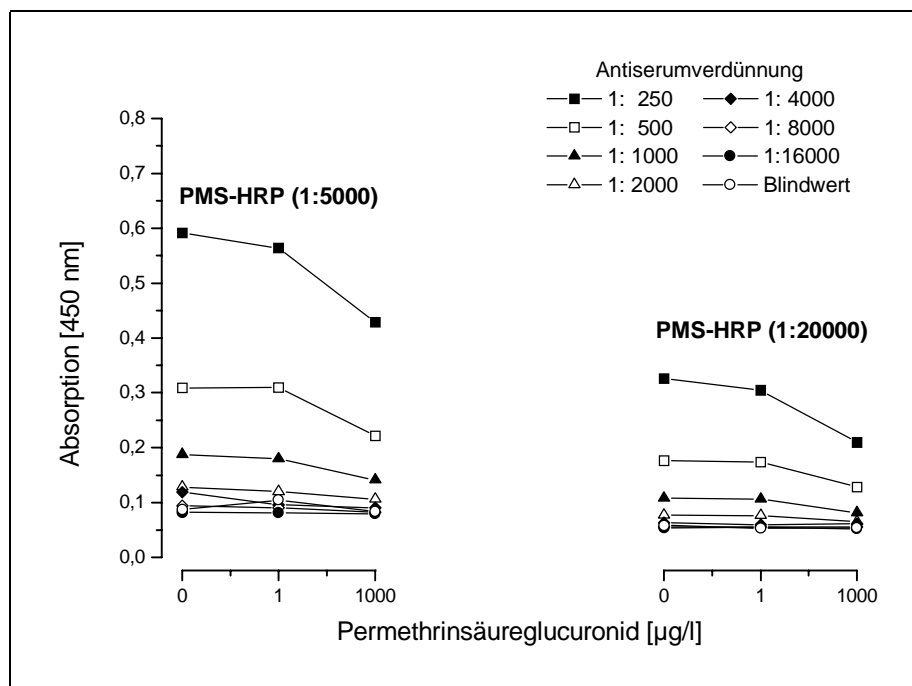 Antiserumverdünnung
1: 250
1: 4000
1: 500
1: 8000
1: 1000
1:16000
1: 2000
Blindwert
PMS-HRP (1:5000)
PMS-HRP (1:20000)
Absorption [450 nm]
0,8
0,7
0,6
0,5
0,4
0,3
0,2
0,1
0,0
0 1 1000
0 1 1000
Permethrinsäureglucuronid [µg/l]